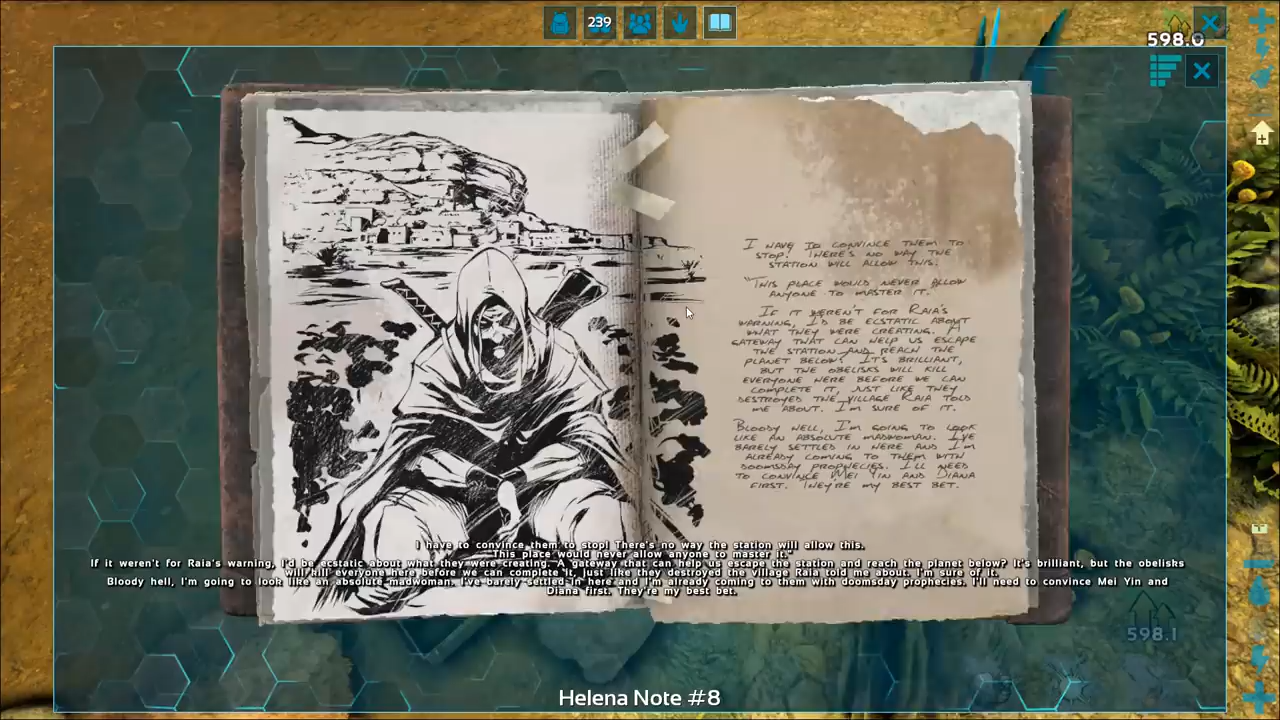 239
598.0
I HAVE TO CONVINCE THEM TO
STOP! THERE'S NO WAY THE
STATION WILL ALLOW THIS.
"THIS PLACE WOULD NEVER ALLOW
ANYONE TO MASTER IT."
IF IT WEREN'T FOR RAIA'S
WARNING, I'D BE ECSTATIC ABOUT
WHAT THEY WERE CREATING. A
GATEWAY THAT CAN HELP US ESCAPE
THE STATION AND REACH THE
PLANET BELOW? IT'S BRILLIANT,
BUT THE OBELISKS WILL KILL
EVERYONE HERE BEFORE WE CAN
COMPLETE IT, JUST LIKE THEY
DESTROYED THE VILLAGE RAIA TOLD
ME ABOUT. I'M SURE OF IT.
BLOODY HELL, I'M GOING TO LOOK
LIKE AN ABSOLUTE MADWOMAN. I'VE
BARELY SETTLED IN HERE AND I'M
ALREADY COMING TO THEM WITH
DOOMSDAY PROPHECIES. I'LL NEED
TO CONVINCE MEI YIN AND DIANA
FIRST. THEY'RE MY BEST BET.
I have to convince them to stop! There's no way the station will allow this.
"This place would never allow anyone to master it."
If it weren't for Raia's warning, I'd be ecstatic about what they were creating. A gateway that can help us escape the station and reach the planet below? It's brilliant, but the obelisks
will kill everyone here before we can complete it, just like they destroyed the village Raia told me about. I'm sure of it.
Bloody hell, I'm going to look like an absolute madwoman. I've barely settled in here and I'm already coming to them with doomsday prophecies. I'll need to convince Mei Yin and
Diana first. They're my best bet.
598.1
Helena Note #8